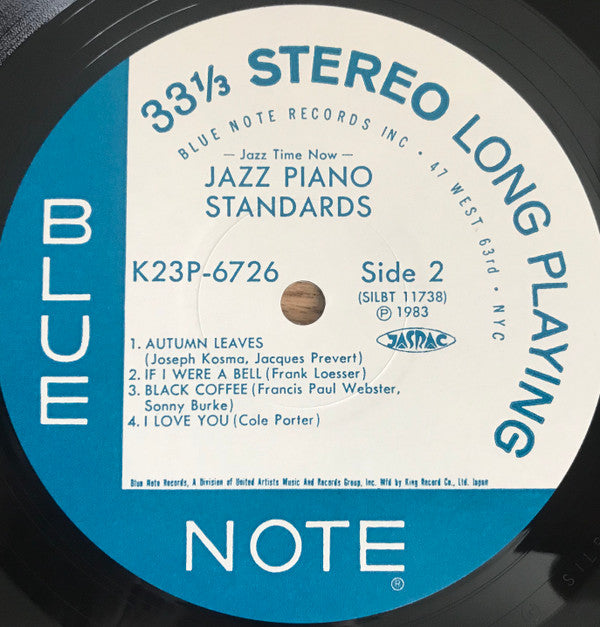 33⅓ STEREO LONG PLAYING
BLUE NOTE RECORDS INC • 47 WEST 63rd • NYC
— Jazz Time Now —
JAZZ PIANO
STANDARDS
K23P-6726
Side 2
(SILBT 11738)
Ⓟ 1983
JASRAC
1. AUTUMN LEAVES
(Joseph Kosma, Jacques Prevert)
2. IF I WERE A BELL (Frank Loesser)
3. BLACK COFFEE (Francis Paul Webster,
Sonny Burke)
4. I LOVE YOU (Cole Porter)
Blue Note Records, A Division of United Artists Music And Records Group, Inc. Mfd by King Record Co., Ltd. Japan
BLUE
NOTE®